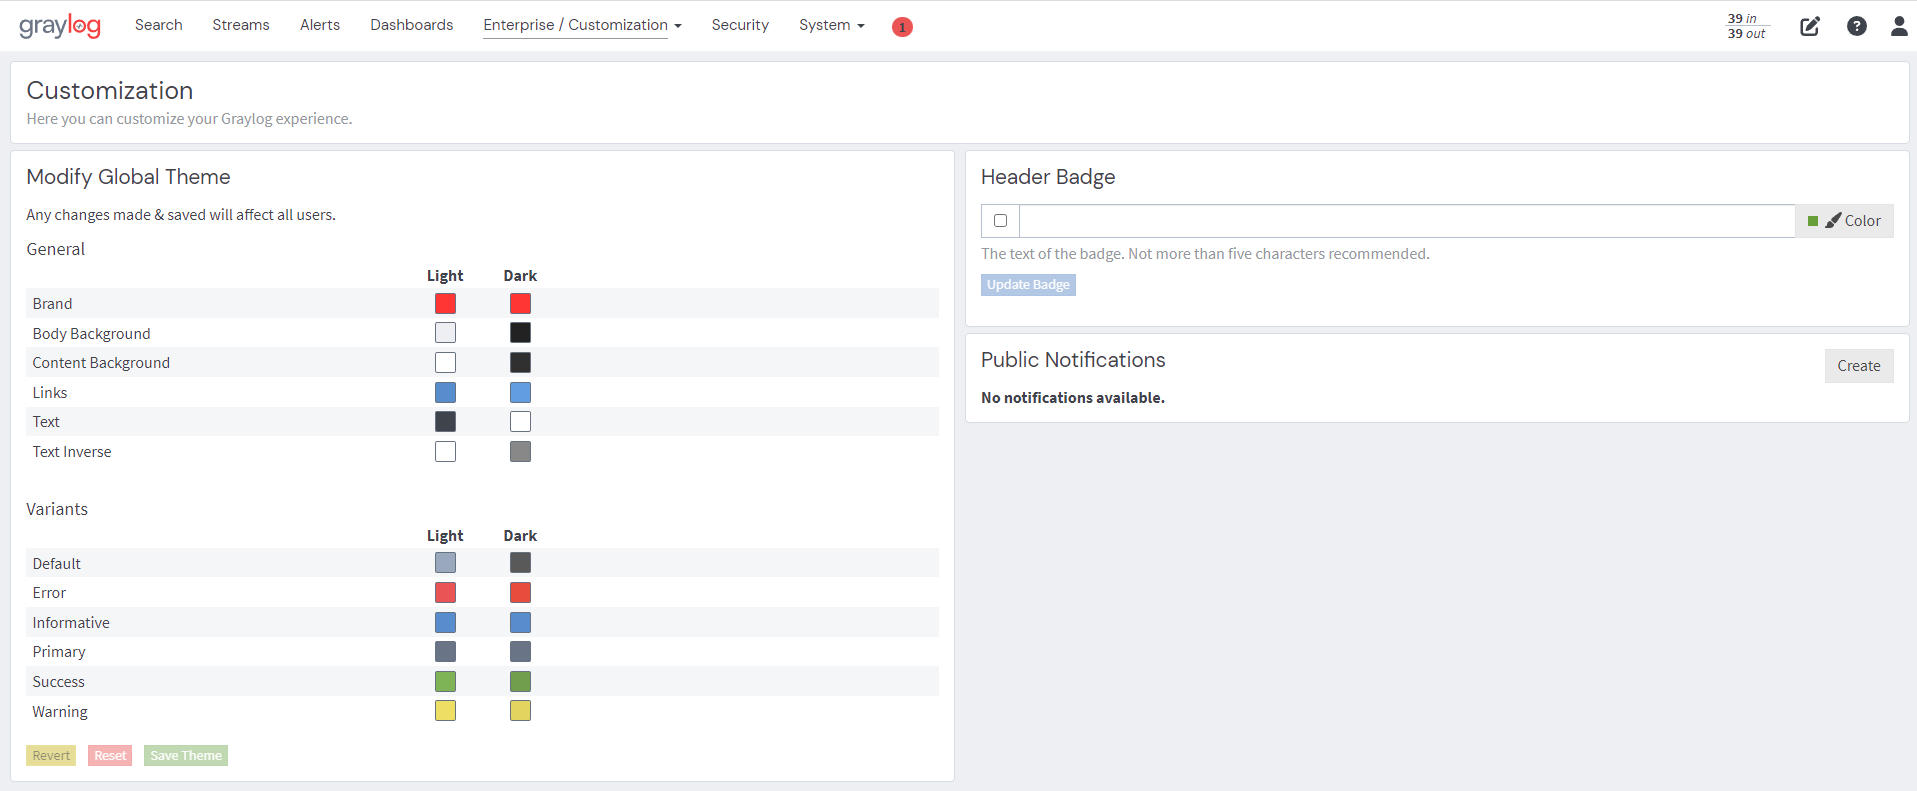 graylog
Search
Streams
Alerts
Dashboards
Enterprise / Customization
Security
System
1
39 in
39 out
?
Customization
Here you can customize your Graylog experience.
Modify Global Theme
Any changes made & saved will affect all users.
General
Light Dark
Brand
Body Background
Content Background
Links
Text
Text Inverse
Variants
Light Dark
Default
Error
Informative
Primary
Success
Warning
Revert Reset Save Theme
Header Badge
Color
The text of the badge. Not more than five characters recommended.
Update Badge
Public Notifications
Create
No notifications available.